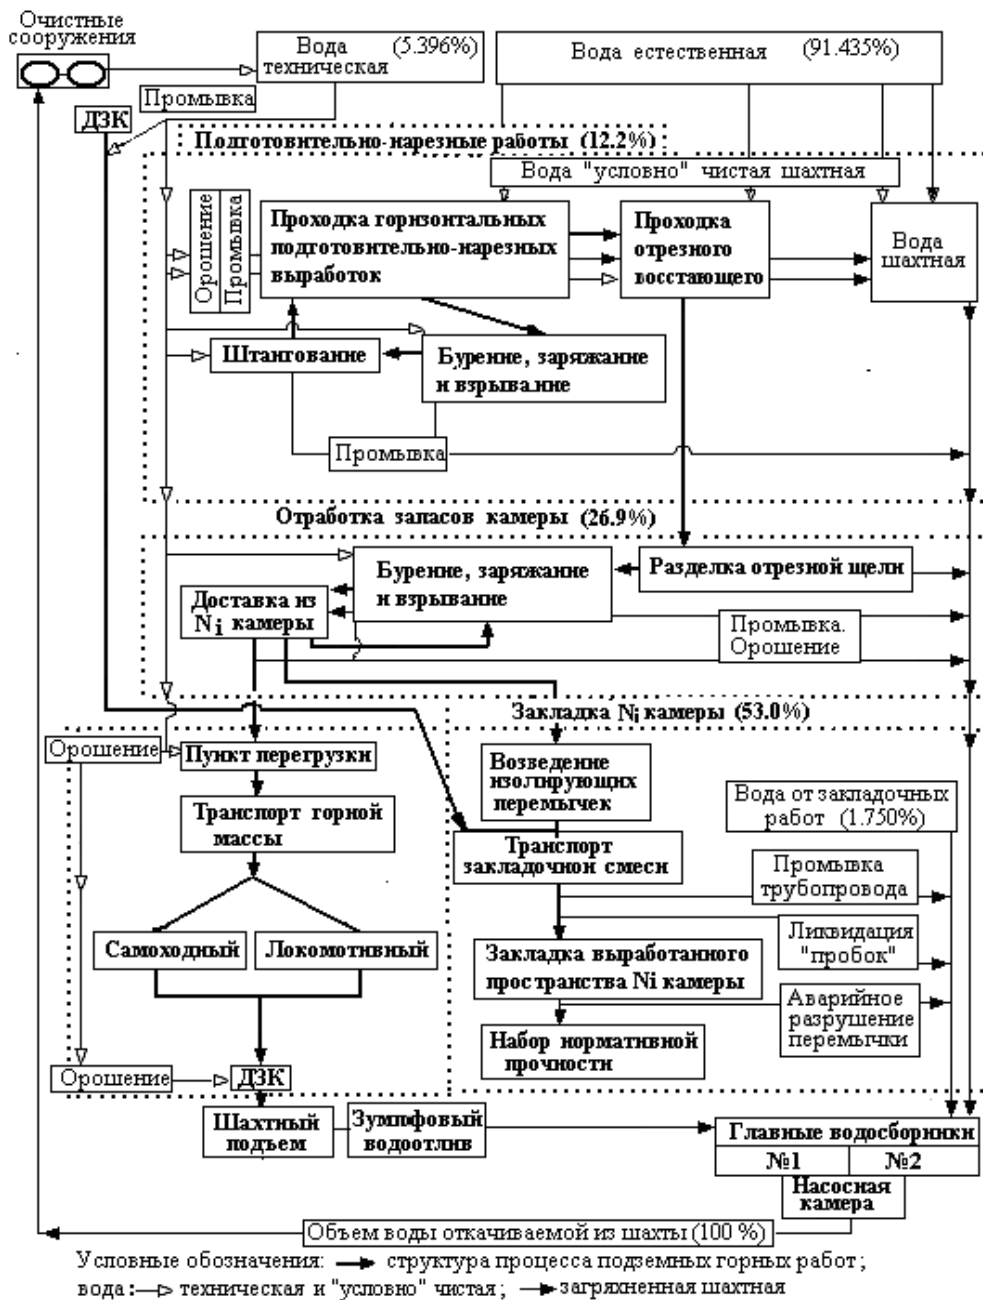 Очистные
сооружения
Вода (5.396%)
техническая
Вода естественная (91.435%)
Промывка
ДЗК
Подготовительно-нарезные работы (12.2%)
Вода "условно" чистая шахтная
Орошение
Промывка
Проходка горизонтальных
подготовительно-нарезных
выработок
Проходка
отрезного
восстающего
Вода
шахтная
Штангование
Бурение, заряжание
и взрывание
Промывка
Отработка запасов камеры (26.9%)
Бурение, заряжание
и взрывание
Разделка отрезной щели
Доставка из
Ni камеры
Промывка.
Орошение
Закладка Ni камеры (53.0%)
Орошение
Пункт перегрузки
Возведение
изолирующих
перемычек
Вода от закладочных
работ (1.750%)
Транспорт горной
массы
Транспорт
закладочной смеси
Промывка
трубопровода
Самоходный
Локомотивный
Ликвидация
"пробок"
Закладка выработанного
пространства Ni камеры
Аварийное
разрушение
перемычки
Набор нормативной
прочности
Орошение
ДЗК
Шахтный
подъем
Зумпфовый
водоотлив
Главные водосборники
№1 №2
Насосная
камера
Объем воды откачиваемой из шахты (100 %)
Условные обозначения: структура процесса подземных горных работ;
вода: техническая и "условно" чистая; загряхненная шахтная